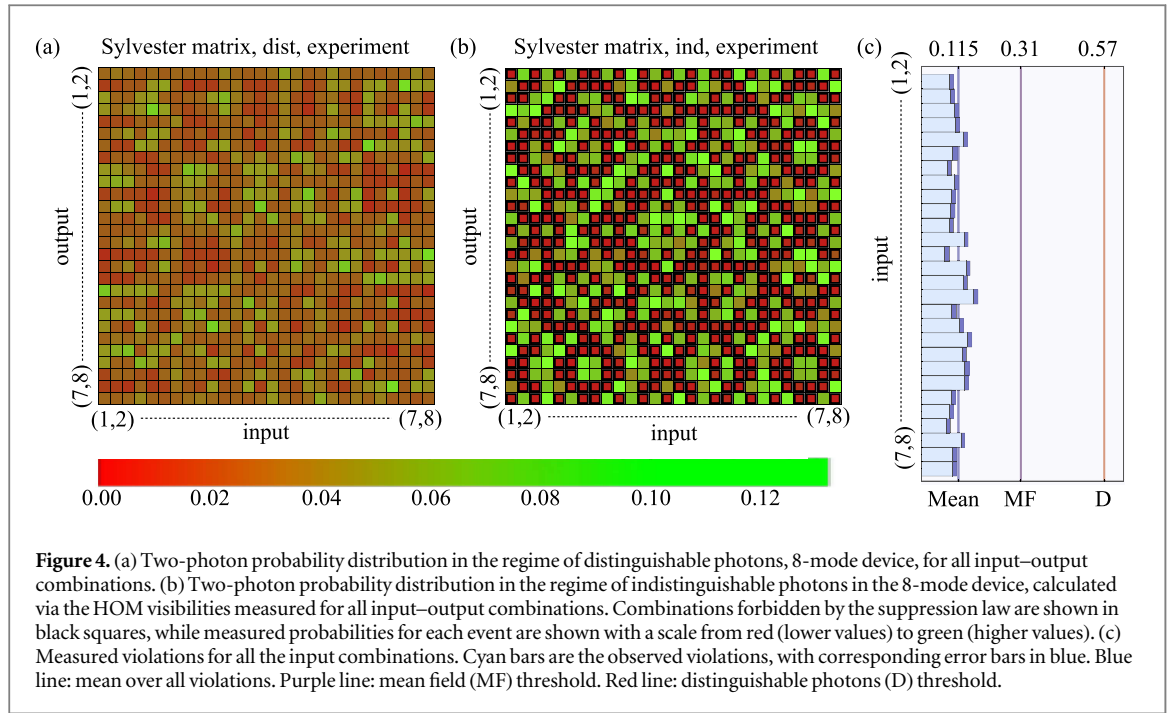 (a) Sylvester matrix, dist, experiment
(b) Sylvester matrix, ind, experiment
(c) 0.115 0.31 0.57
(1,2)
output
(7,8)
(1,2) (7,8)
input
(1,2)
output
(7,8)
(1,2) (7,8)
input
(1,2)
input
(7,8)
Mean MF D
0.00 0.02 0.04 0.06 0.08 0.10 0.12
Figure 4. (a) Two-photon probability distribution in the regime of distinguishable photons, 8-mode device, for all input–output
combinations. (b) Two-photon probability distribution in the regime of indistinguishable photons in the 8-mode device, calculated
via the HOM visibilities measured for all input–output combinations. Combinations forbidden by the suppression law are shown in
black squares, while measured probabilities for each event are shown with a scale from red (lower values) to green (higher values). (c)
Measured violations for all the input combinations. Cyan bars are the observed violations, with corresponding error bars in blue. Blue
line: mean over all violations. Purple line: mean field (MF) threshold. Red line: distinguishable photons (D) threshold.